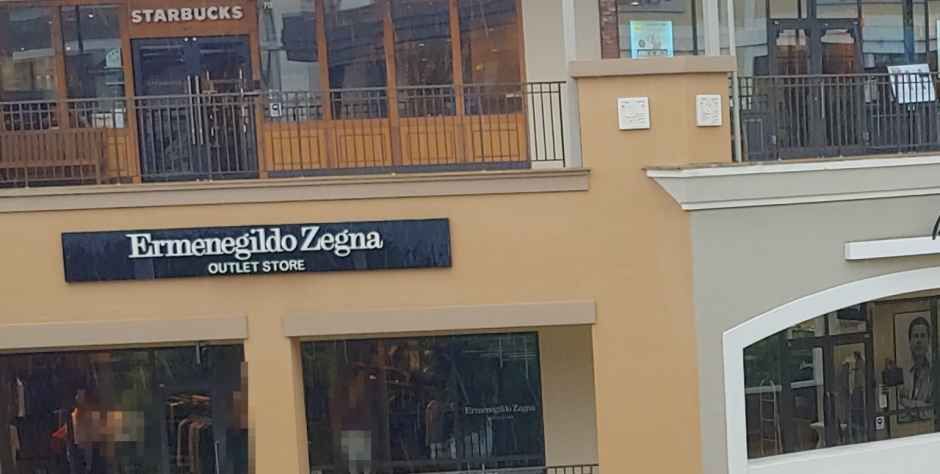 STARBUCKS
Ermenegildo Zegna
OUTLET STORE
Ermenegildo Zegna